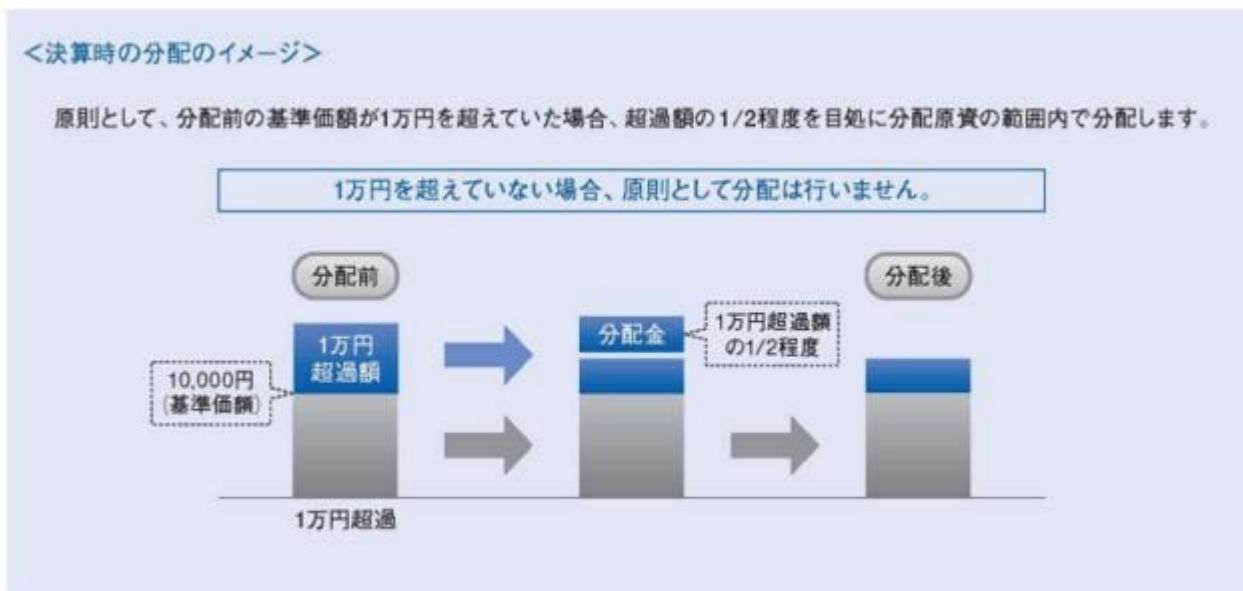 ＜決算時の分配のイメージ＞
原則として、分配前の基準価額が1万円を超えていた場合、超過額の1/2程度を目処に分配原資の範囲内で分配します。
1万円を超えていない場合、原則として分配は行いません。
分配前
分配後
1万円
超過額
分配金
1万円超過額
の1/2程度
10,000円
(基準価額)
1万円超過